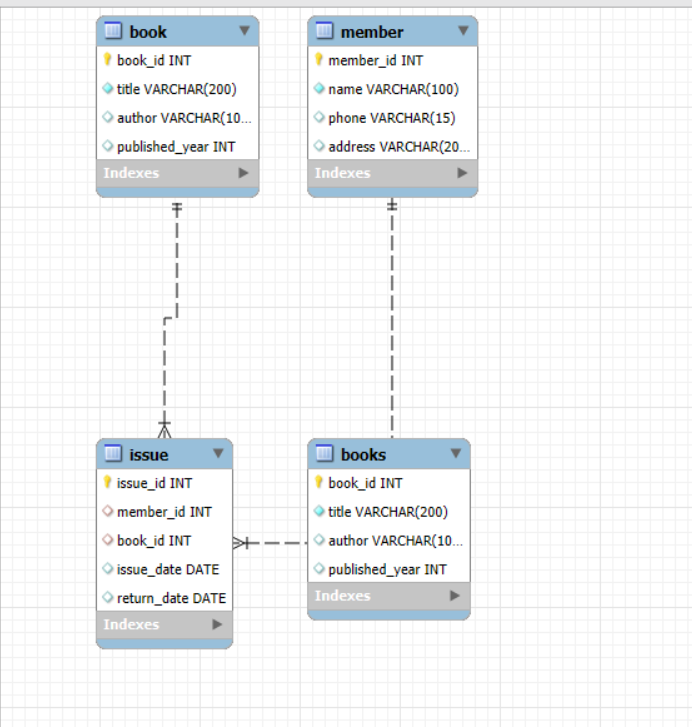 book
book_id INT
title VARCHAR(200)
author VARCHAR(10...
published_year INT
Indexes
member
member_id INT
name VARCHAR(100)
phone VARCHAR(15)
address VARCHAR(20...
Indexes
issue
issue_id INT
member_id INT
book_id INT
issue_date DATE
return_date DATE
Indexes
books
book_id INT
title VARCHAR(200)
author VARCHAR(10...
published_year INT
Indexes